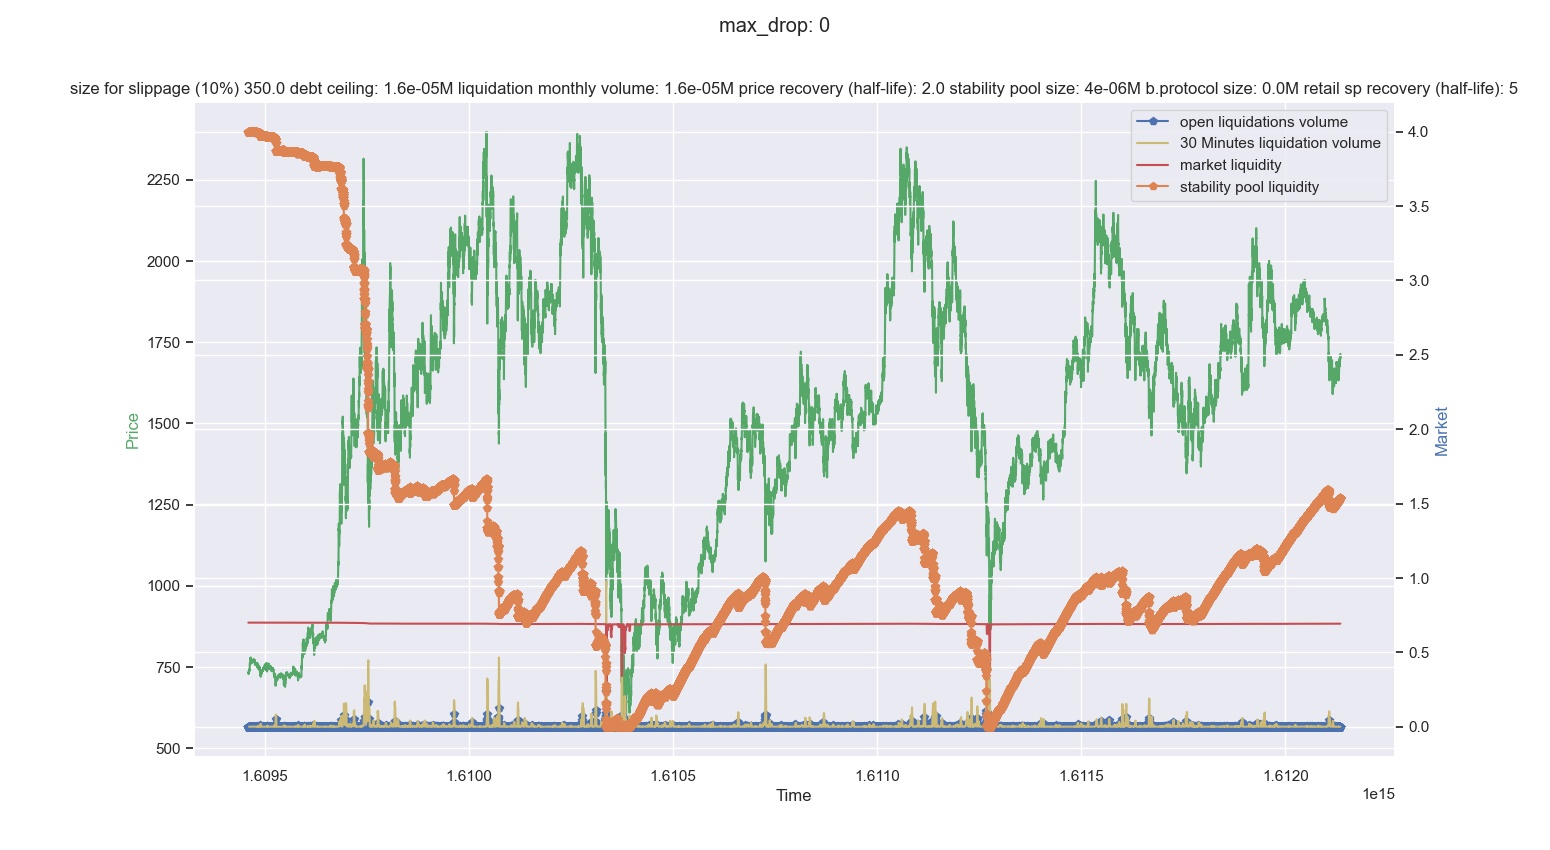 max_drop: 0
size for slippage (10%) 350.0 debt ceiling: 1.6e-05M liquidation monthly volume: 1.6e-05M price recovery (half-life): 2.0 stability pool size: 4e-06M b.protocol size: 0.0M retail sp recovery (half-life): 5
open liquidations volume
30 Minutes liquidation volume
market liquidity
stability pool liquidity
Price
2250
2000
1750
1500
1250
1000
750
500
4.0
3.5
3.0
2.5
2.0
1.5
1.0
0.5
0.0
Market
1.6095
1.6100
1.6105
1.6110
1.6115
1.6120
Time
1e15